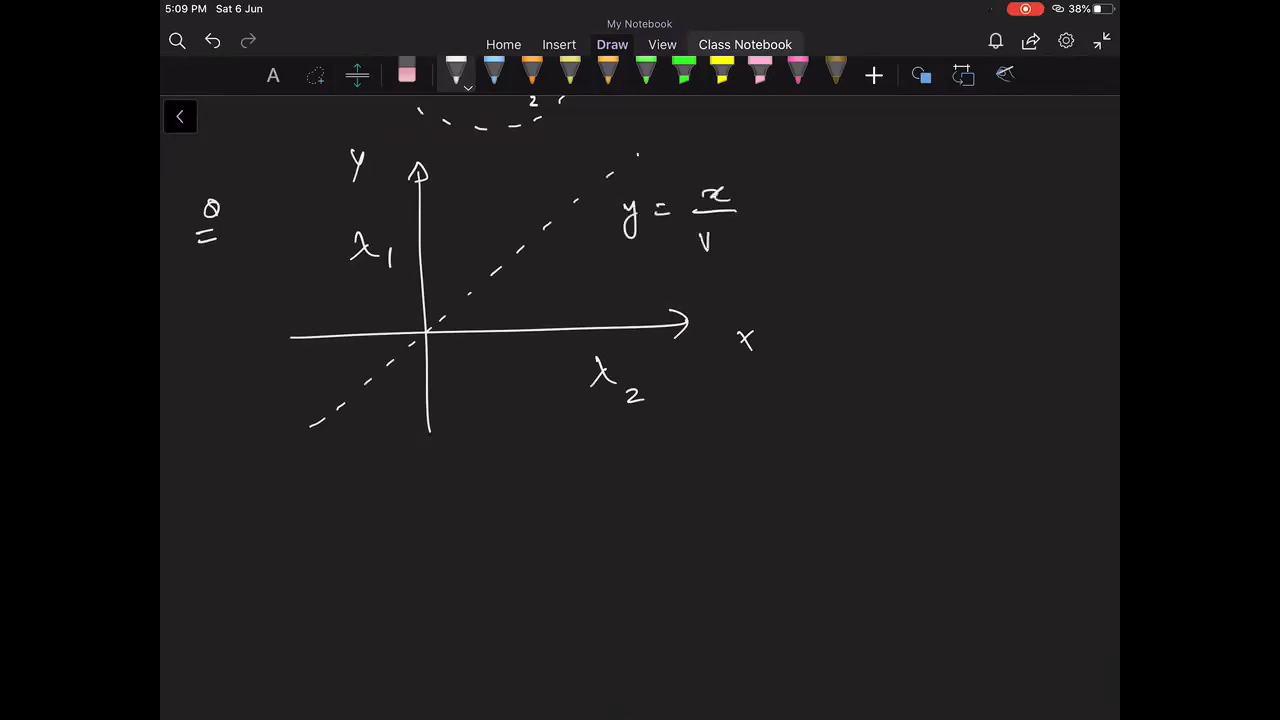 5:09 PM Sat 6 Jun
38%
My Notebook
Home Insert Draw View Class Notebook
A
2
Y
Q
λ1
y = x/v
X
λ2